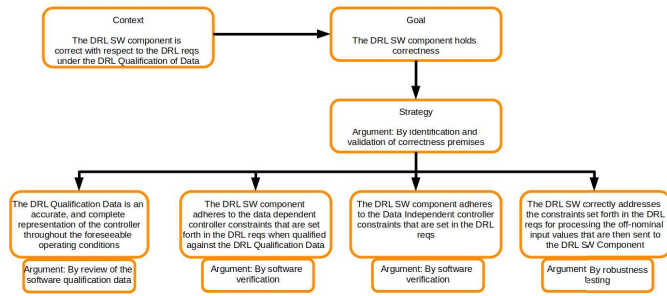 Context
The DRL SW component is
correct with respect to the DRL reqs
under the DRL Qualification of Data
Goal
The DRL SW component holds
correctness
Strategy
Argument: By identification and
validation of correctness premises
The DRL Qualification Data is an
accurate, and complete
representation of the controller
throughout the foreseeable
operating conditions
Argument: By review of the
software qualification data
The DRL SW component
adheres to the data dependent
controller constraints that are set
forth in the DRL reqs when qualified
against the DRL Qualification Data
Argument: By software
verification
The DRL SW component adheres
to the Data Independent controller
constraints that are set in the DRL
reqs
Argument: By software
verification
The DRL SW correctly addresses
the constraints set forth in the DRL
reqs for processing the off-nominal
input values that are then sent to
the DRL SW Component
Argument: By robustness
testing